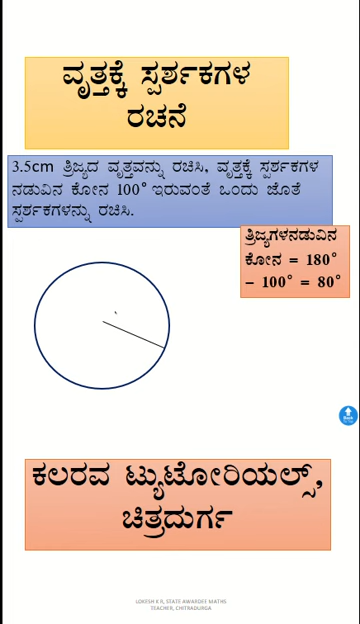 ವೃತ್ತಕ್ಕೆ ಸ್ಪರ್ಶಕಗಳ
ರಚನೆ
3.5cm ತ್ರಿಜ್ಯದ ವೃತ್ತವನ್ನು ರಚಿಸಿ, ವೃತ್ತಕ್ಕೆ ಸ್ಪರ್ಶಕಗಳ
ನಡುವಿನ ಕೋನ 100° ಇರುವಂತೆ ಒಂದು ಜೊತೆ
ಸ್ಪರ್ಶಕಗಳನ್ನು ರಚಿಸಿ.
ತ್ರಿಜ್ಯಗಳನಡುವಿನ
ಕೋನ = 180°
– 100° = 80°
ಕಲರವ ಟ್ಯುಟೋರಿಯಲ್ಸ್,
ಚಿತ್ರದುರ್ಗ
LOKESH K R, STATE AWARDEE MATHS
TEACHER, CHITRADURGA